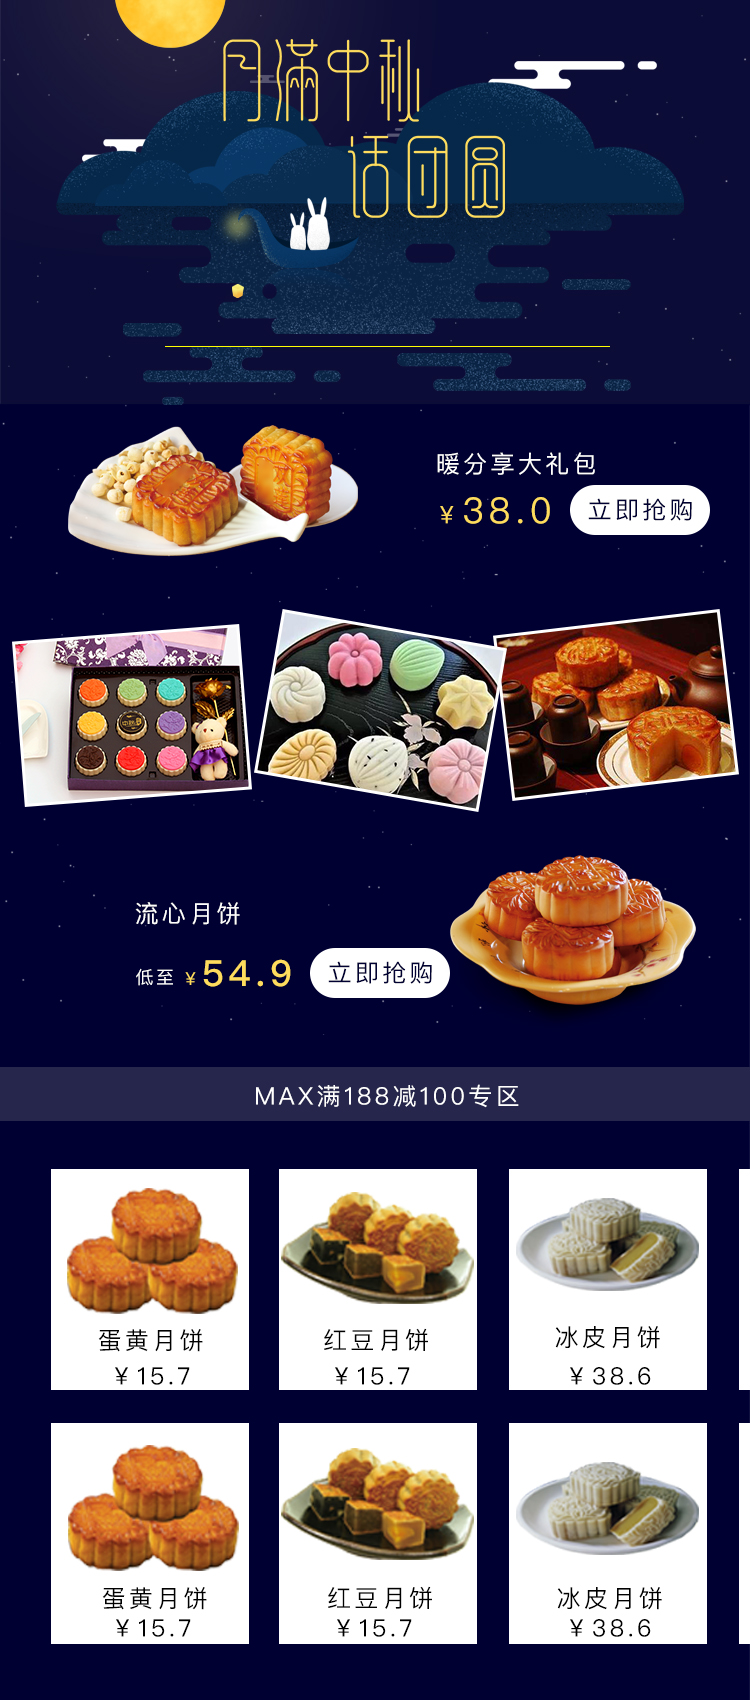 月满中秋
话团圆
暖分享大礼包
¥38.0 立即抢购
流心月饼
低至 ¥54.9 立即抢购
MAX满188减100专区
蛋黄月饼 红豆月饼 冰皮月饼
¥15.7 ¥15.7 ¥38.6
蛋黄月饼 红豆月饼 冰皮月饼
¥15.7 ¥15.7 ¥38.6